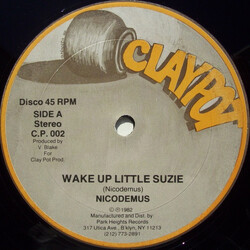 CLAYPOT
Disco 45 RPM
SIDE A
Stereo
C.P. 002
Produced by
V. Blake
For
Clay Pot Prod.
WAKE UP LITTLE SUZIE
(Nicodemus)
NICODEMUS
©℗1982
Manufactured and Dist. by
Park Heights Records
317 Utica Ave., B'klyn, NY 11213
(212) 773-2891